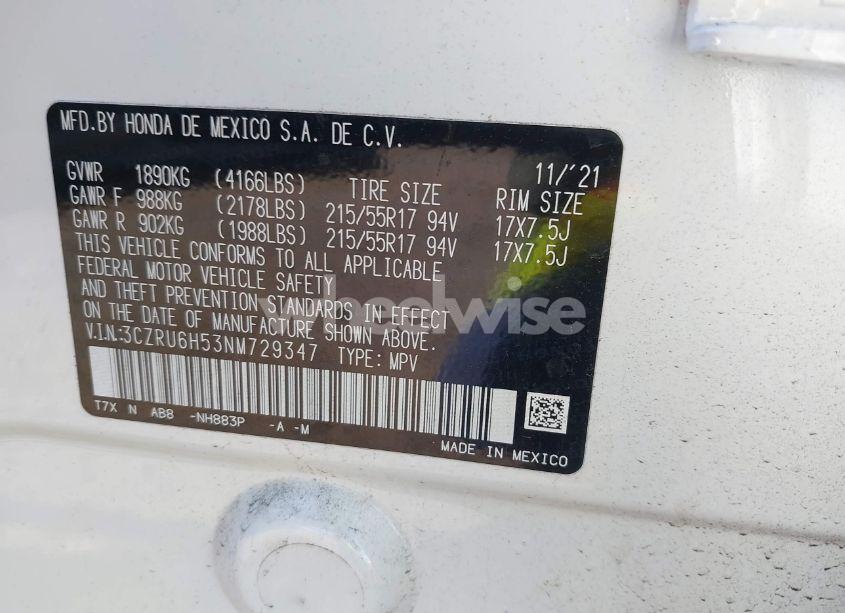 MFD.BY HONDA DE MEXICO S.A. DE C.V.
11/'21
GVWR 1890KG (4166LBS) TIRE SIZE RIM SIZE
GAWR F 988KG (2178LBS) 215/55R17 94V 17X7.5J
GAWR R 902KG (1988LBS) 215/55R17 94V 17X7.5J
THIS VEHICLE CONFORMS TO ALL APPLICABLE
FEDERAL MOTOR VEHICLE SAFETY
AND THEFT PREVENTION STANDARDS IN EFFECT
ON THE DATE OF MANUFACTURE SHOWN ABOVE.
V.I.N:3CZRU6H53NM729347 TYPE: MPV
T7X N AB8 -NH883P -A -M
MADE IN MEXICO
wheelwise